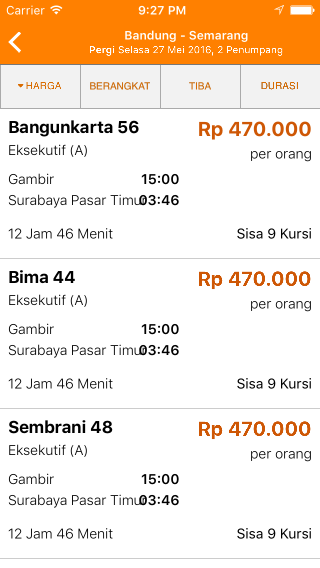 Carrier 9:27 PM
Bandung - Semarang
Pergi Selasa 27 Mei 2016, 2 Penumpang
HARGA BERANGKAT TIBA DURASI
Bangunkarta 56 Rp 470.000
Eksekutif (A) per orang
Gambir 15:00
Surabaya Pasar Timur 03:46
12 Jam 46 Menit Sisa 9 Kursi
Bima 44 Rp 470.000
Eksekutif (A) per orang
Gambir 15:00
Surabaya Pasar Timur 03:46
12 Jam 46 Menit Sisa 9 Kursi
Sembrani 48 Rp 470.000
Eksekutif (A) per orang
Gambir 15:00
Surabaya Pasar Timur 03:46
12 Jam 46 Menit Sisa 9 Kursi